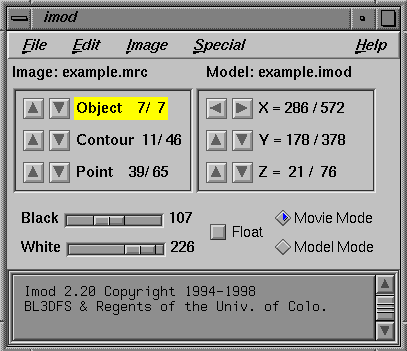 imod
File Edit Image Special Help
Image: example.mrc Model: example.imod
Object 7/ 7 X = 286 / 572
Contour 11/ 46 Y = 178 / 378
Point 39/ 65 Z = 21 / 76
Black 107 Movie Mode
Float
White 226 Model Mode
Imod 2.20 Copyright 1994-1998
BL3DFS & Regents of the Univ. of Colo.